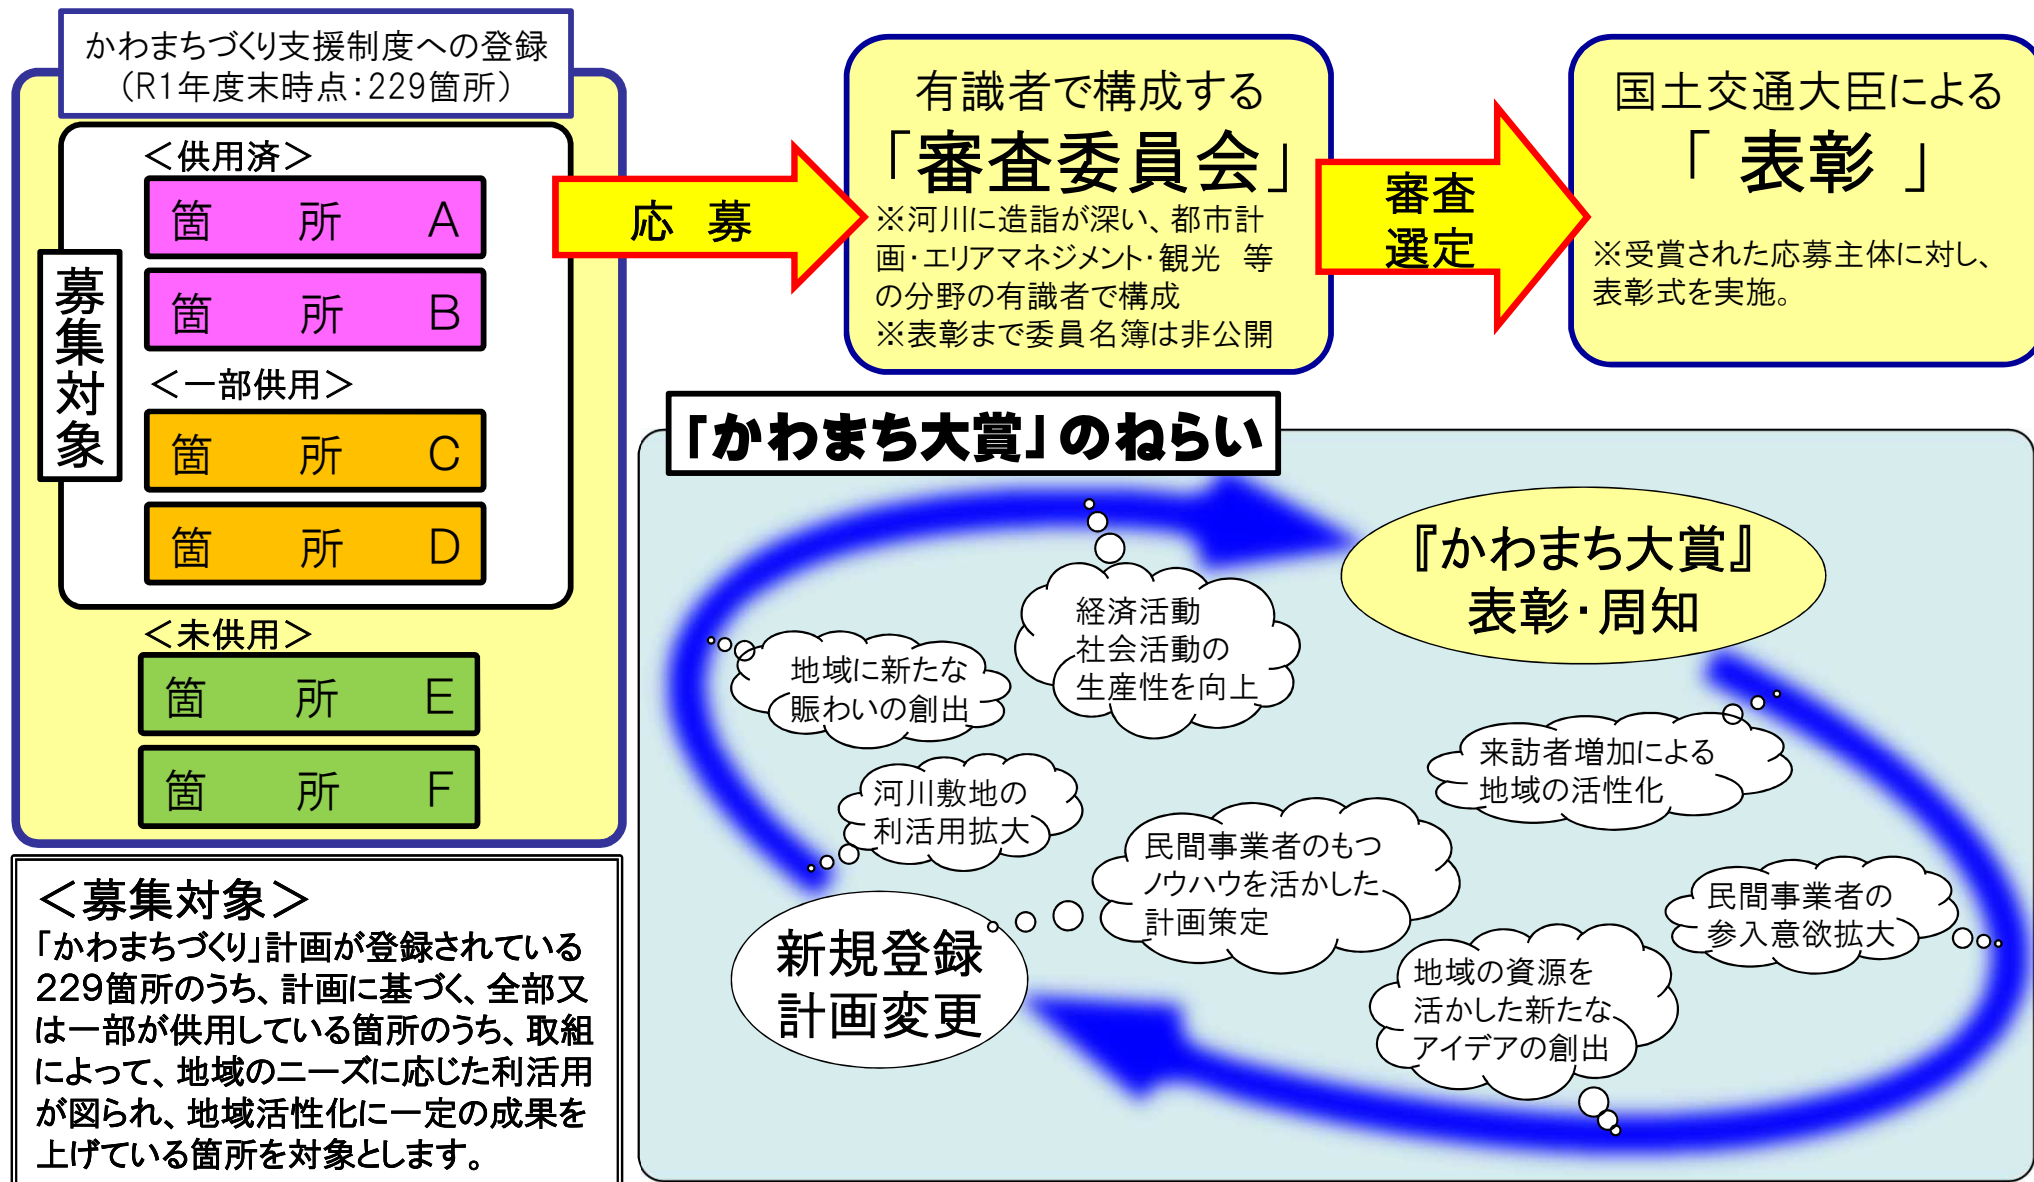 かわまちづくり支援制度への登録
(R1年度末時点:229箇所)
募集対象
<供用済>
箇所A
箇所B
<一部供用>
箇所C
箇所D
<未供用>
箇所E
箇所F
応募
有識者で構成する
「審査委員会」
※河川に造詣が深い、都市計
画・エリアマネジメント・観光 等
の分野の有識者で構成
※表彰まで委員名簿は非公開
審査
選定
国土交通大臣による
「 表彰 」
※受賞された応募主体に対し、
表彰式を実施。
<募集対象>
「かわまちづくり」計画が登録されている
229箇所のうち、計画に基づく、全部又
は一部が供用している箇所のうち、取組
によって、地域のニーズに応じた利活用
が図られ、地域活性化に一定の成果を
上げている箇所を対象とします。
「かわまち大賞」のねらい
『かわまち大賞』
表彰・周知
経済活動
社会活動の
生産性を向上
地域に新たな
賑わいの創出
河川敷地の
利活用拡大
来訪者増加による
地域の活性化
民間事業者のもつ
ノウハウを活かした
計画策定
民間事業者の
参入意欲拡大
地域の資源を
活かした新たな
アイデアの創出
新規登録
計画変更